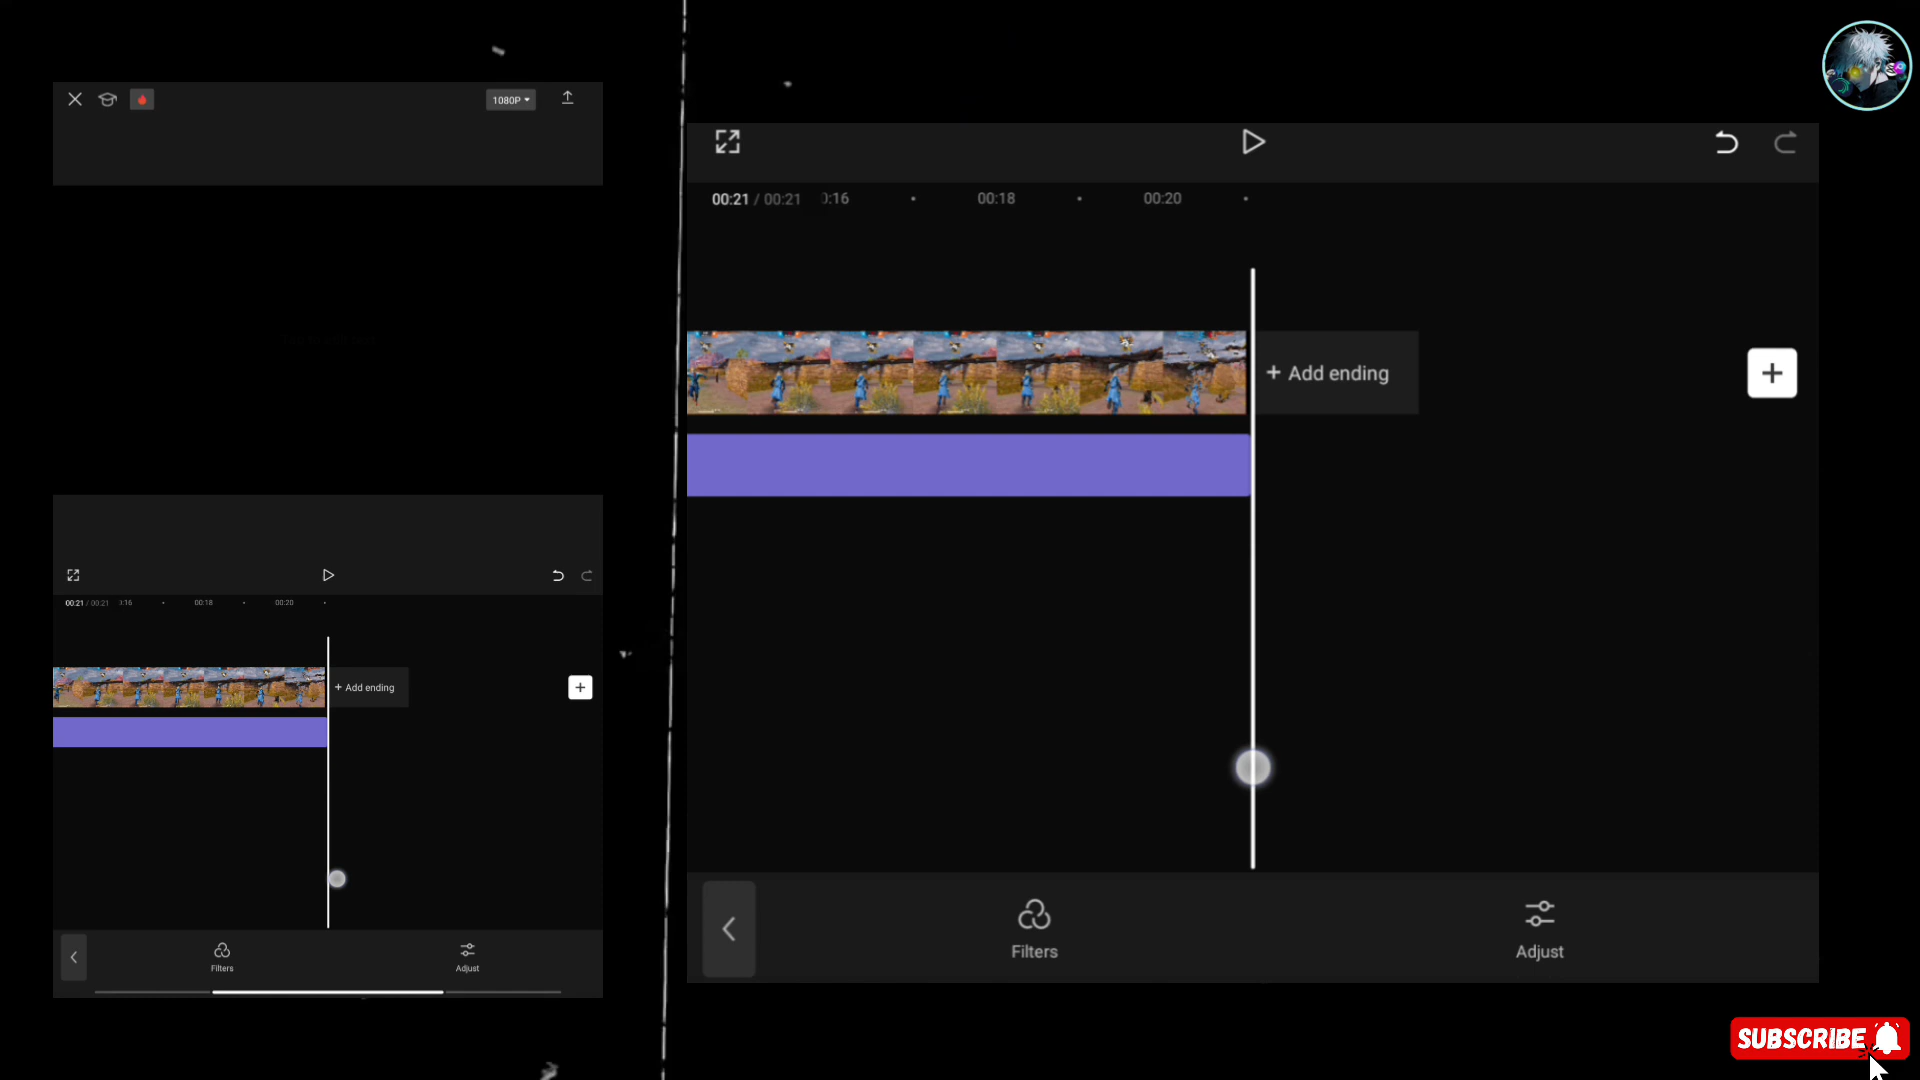 1080P
00:21 / 00:21 :16 00:18 00:20
+ Add ending
Filters
Adjust
00:21 / 00:21 0:16 00:18 00:20
+ Add ending
Filters
Adjust
SUBSCRIBE